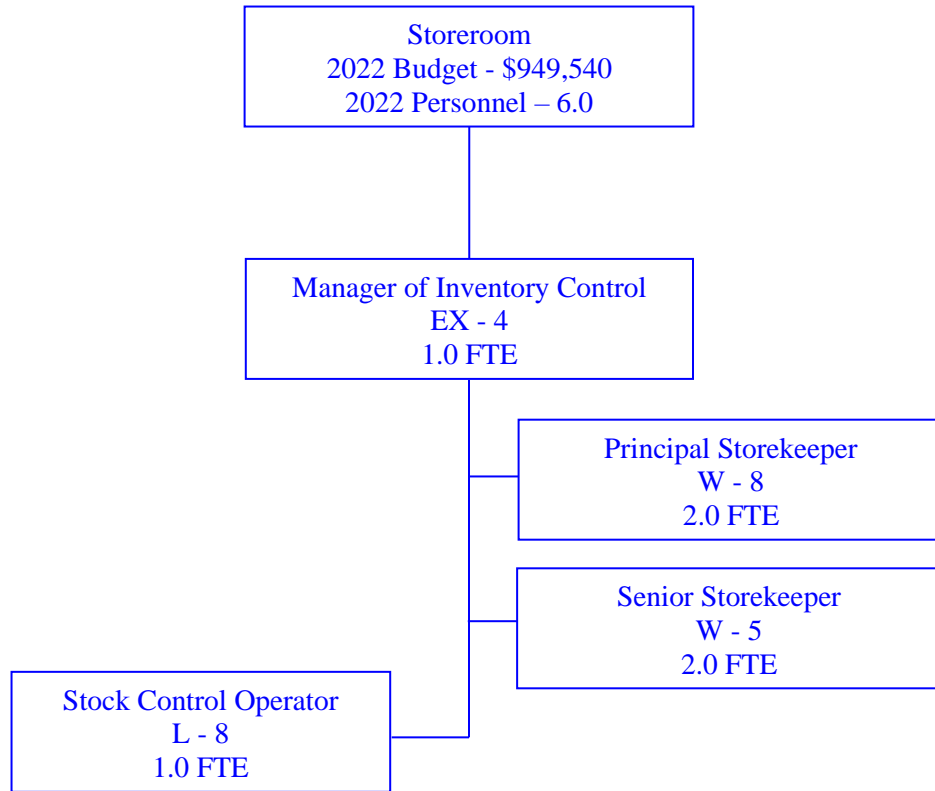 Storeroom
2022 Budget - $949,540
2022 Personnel – 6.0
Manager of Inventory Control
EX - 4
1.0 FTE
Principal Storekeeper
W - 8
2.0 FTE
Senior Storekeeper
W - 5
2.0 FTE
Stock Control Operator
L - 8
1.0 FTE